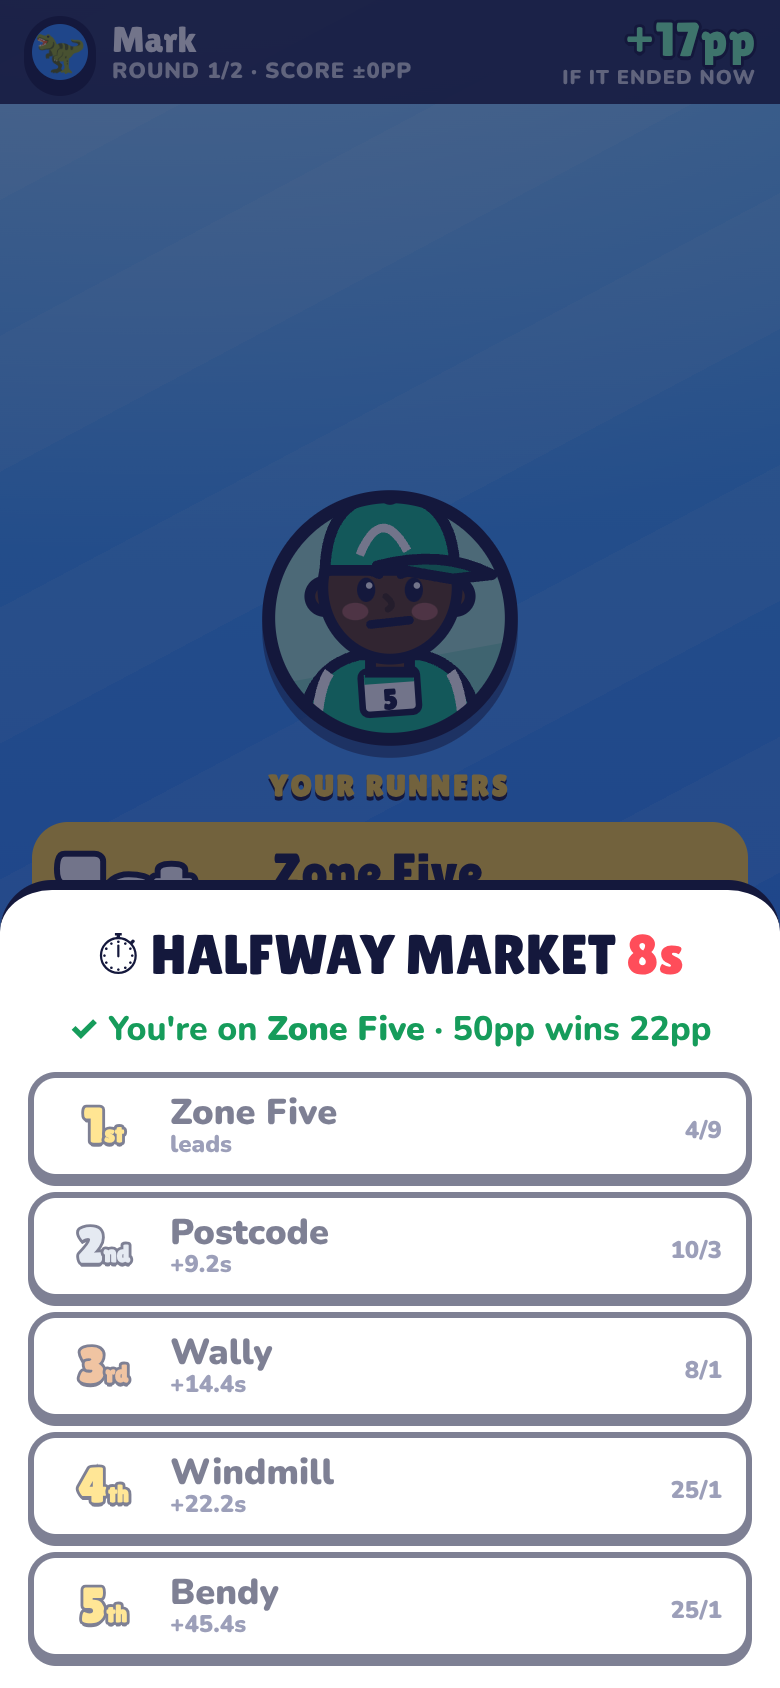 Mark
ROUND 1/2 · SCORE ±0PP
+17pp
IF IT ENDED NOW
5
YOUR RUNNERS
Zone Five
⏱ HALFWAY MARKET 8s
✓ You're on Zone Five · 50pp wins 22pp
1st
Zone Five
leads
4/9
2nd
Postcode
+9.2s
10/3
3rd
Wally
+14.4s
8/1
4th
Windmill
+22.2s
25/1
5th
Bendy
+45.4s
25/1